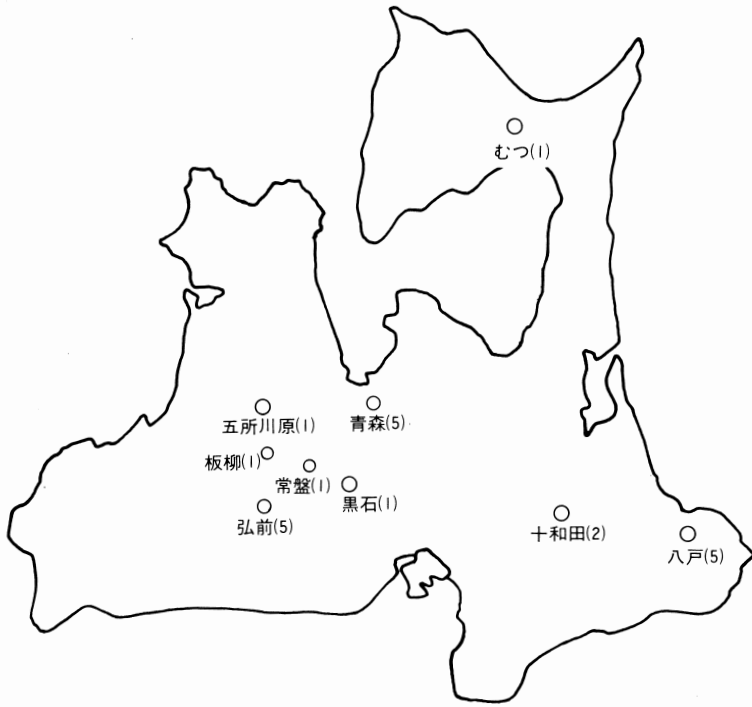 むつ(1)
五所川原(1)
青森(5)
板柳(1)
常盤(1)
黒石(1)
弘前(5)
十和田(2)
八戸(5)